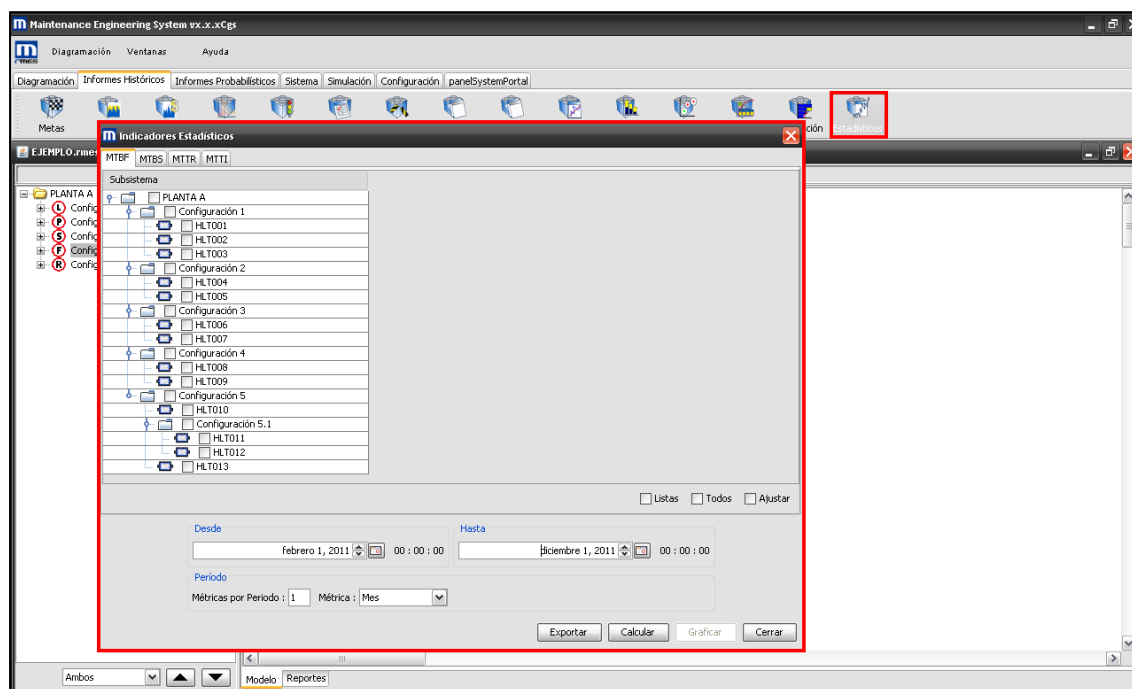 Maintenance Engineering System vx.x.xCgs
rmes Diagramación Ventanas Ayuda
Diagramación Informes Históricos Informes Probabilísticos Sistema Simulación Configuración panelSystemPortal
Metas ción Estadísticos
Indicadores Estadísticos
EJEMPLO.rmes
MTBF MTBS MTTR MTTI
Subsistema
PLANTA A
L Config
P Config
S Config
F Config
R Config
PLANTA A
Configuración 1
HLT001
HLT002
HLT003
Configuración 2
HLT004
HLT005
Configuración 3
HLT006
HLT007
Configuración 4
HLT008
HLT009
Configuración 5
HLT010
Configuración 5.1
HLT011
HLT012
HLT013
Listas Todos Ajustar
Desde Hasta
febrero 1, 2011 00 : 00 : 00 diciembre 1, 2011 00 : 00 : 00
Período
Métricas por Periodo : 1 Métrica : Mes
Exportar Calcular Graficar Cerrar
Ambos Modelo Reportes